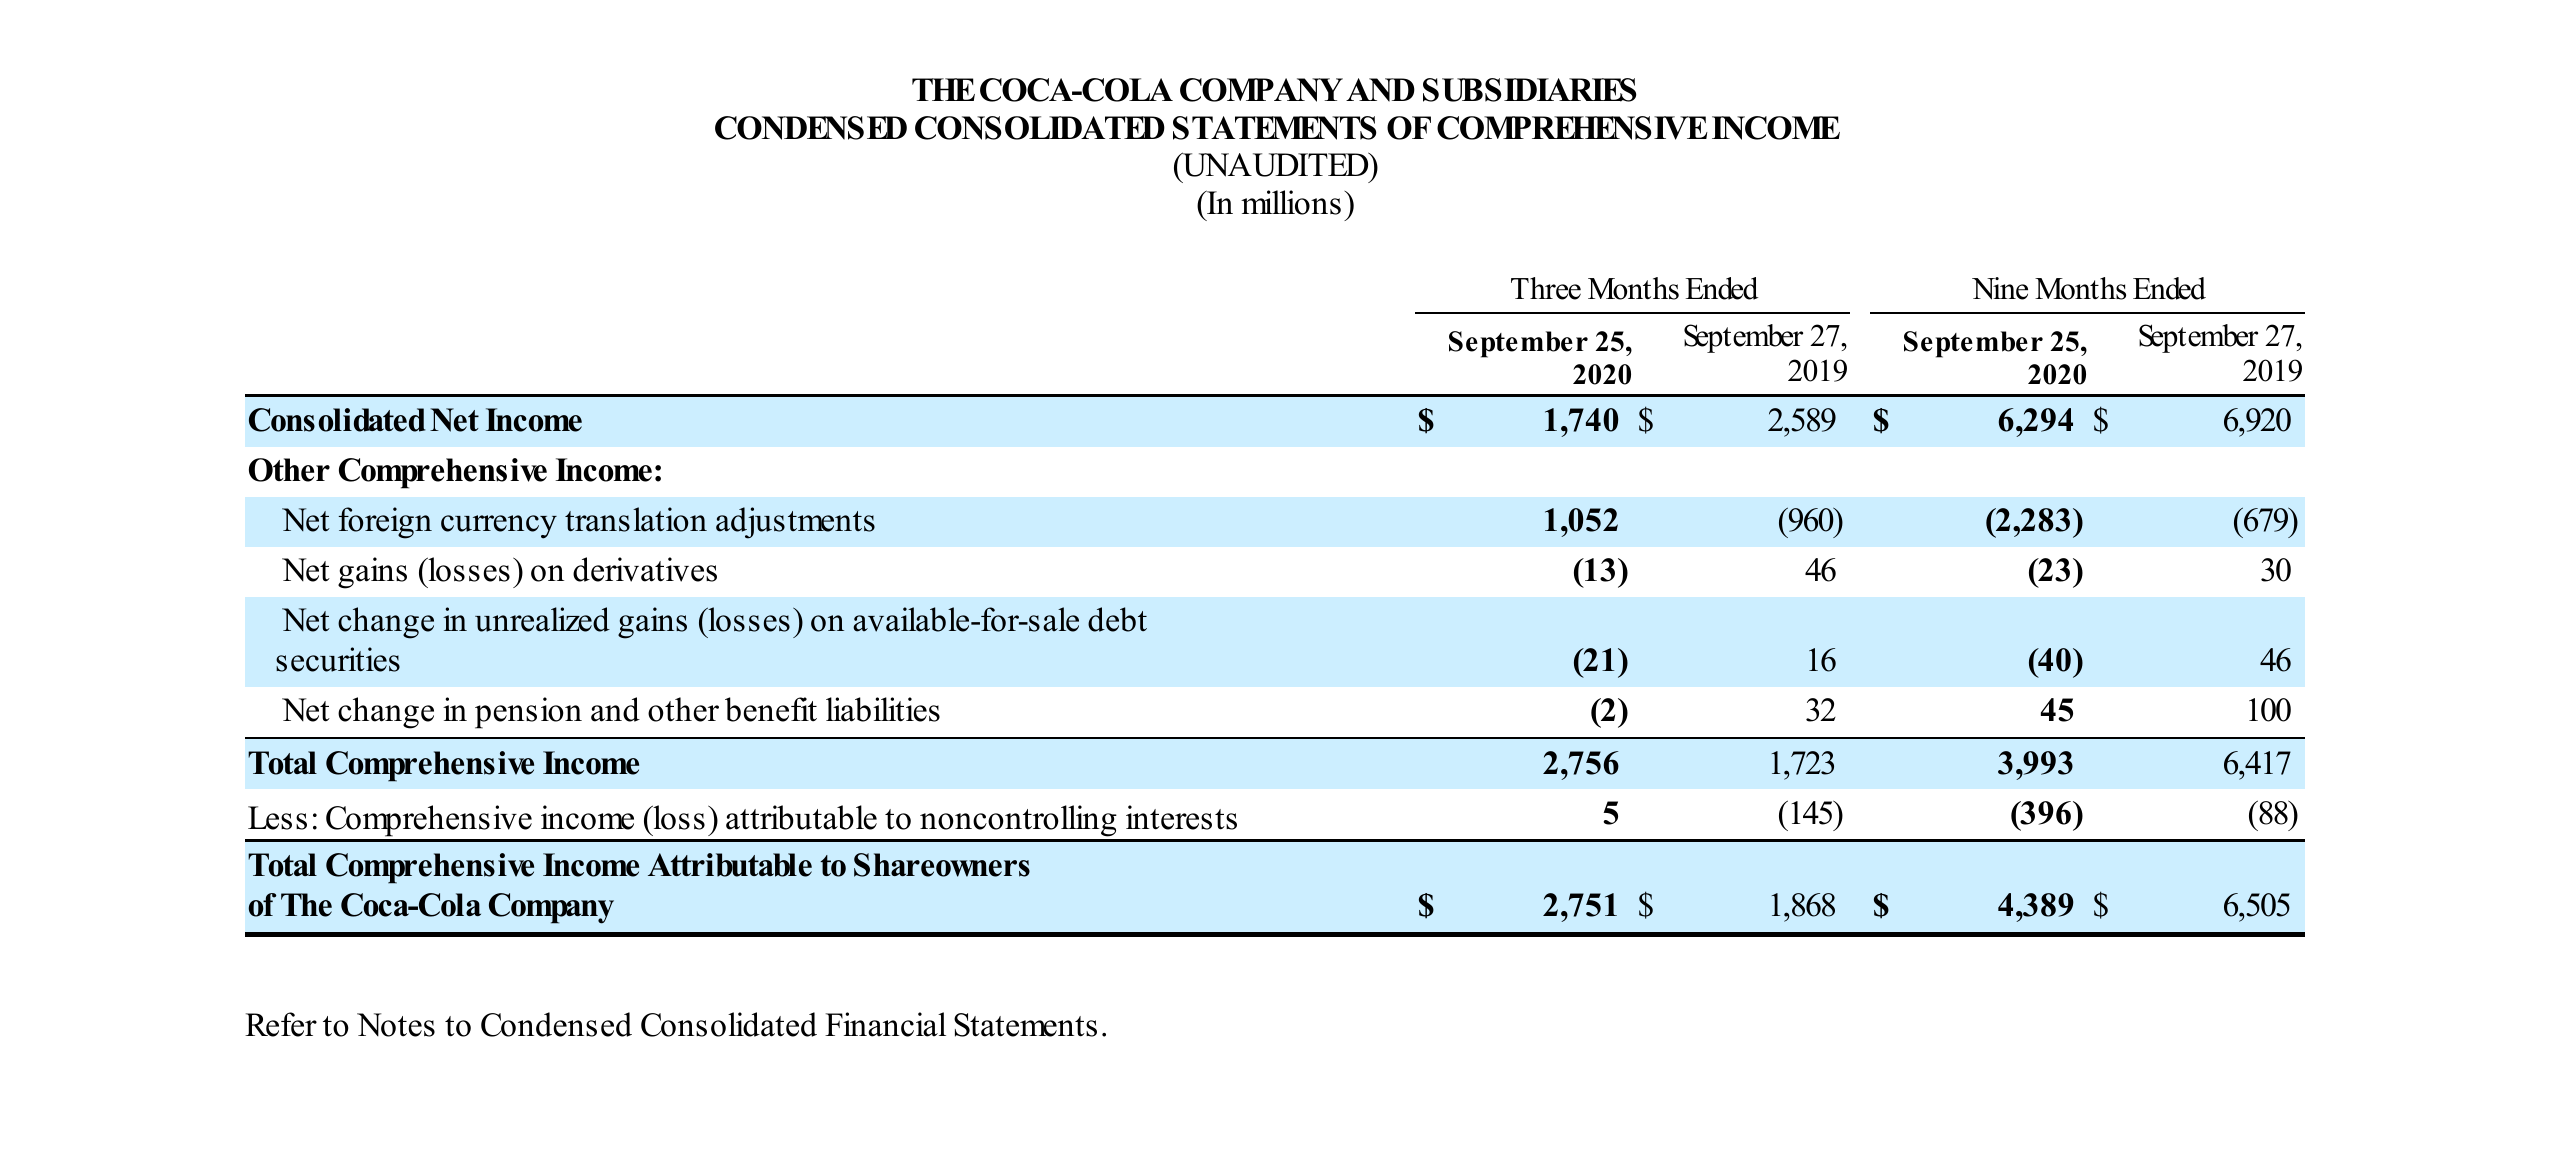 THE COCA-COLA COMPANY AND SUBSIDIARIES
CONDENSED CONSOLIDATED STATEMENTS OF COMPREHENSIVE INCOME
(UNAUDITED)
(In millions)
Three Months Ended Nine Months Ended
September 25, 2020 September 27, 2019 September 25, 2020 September 27, 2019
Consolidated Net Income $ 1,740 $ 2,589 $ 6,294 $ 6,920
Other Comprehensive Income:
Net foreign currency translation adjustments 1,052 (960) (2,283) (679)
Net gains (losses) on derivatives (13) 46 (23) 30
Net change in unrealized gains (losses) on available-for-sale debt
securities (21) 16 (40) 46
Net change in pension and other benefit liabilities (2) 32 45 100
Total Comprehensive Income 2,756 1,723 3,993 6,417
Less: Comprehensive income (loss) attributable to noncontrolling interests 5 (145) (396) (88)
Total Comprehensive Income Attributable to Shareowners
of The Coca-Cola Company $ 2,751 $ 1,868 $ 4,389 $ 6,505
Refer to Notes to Condensed Consolidated Financial Statements.